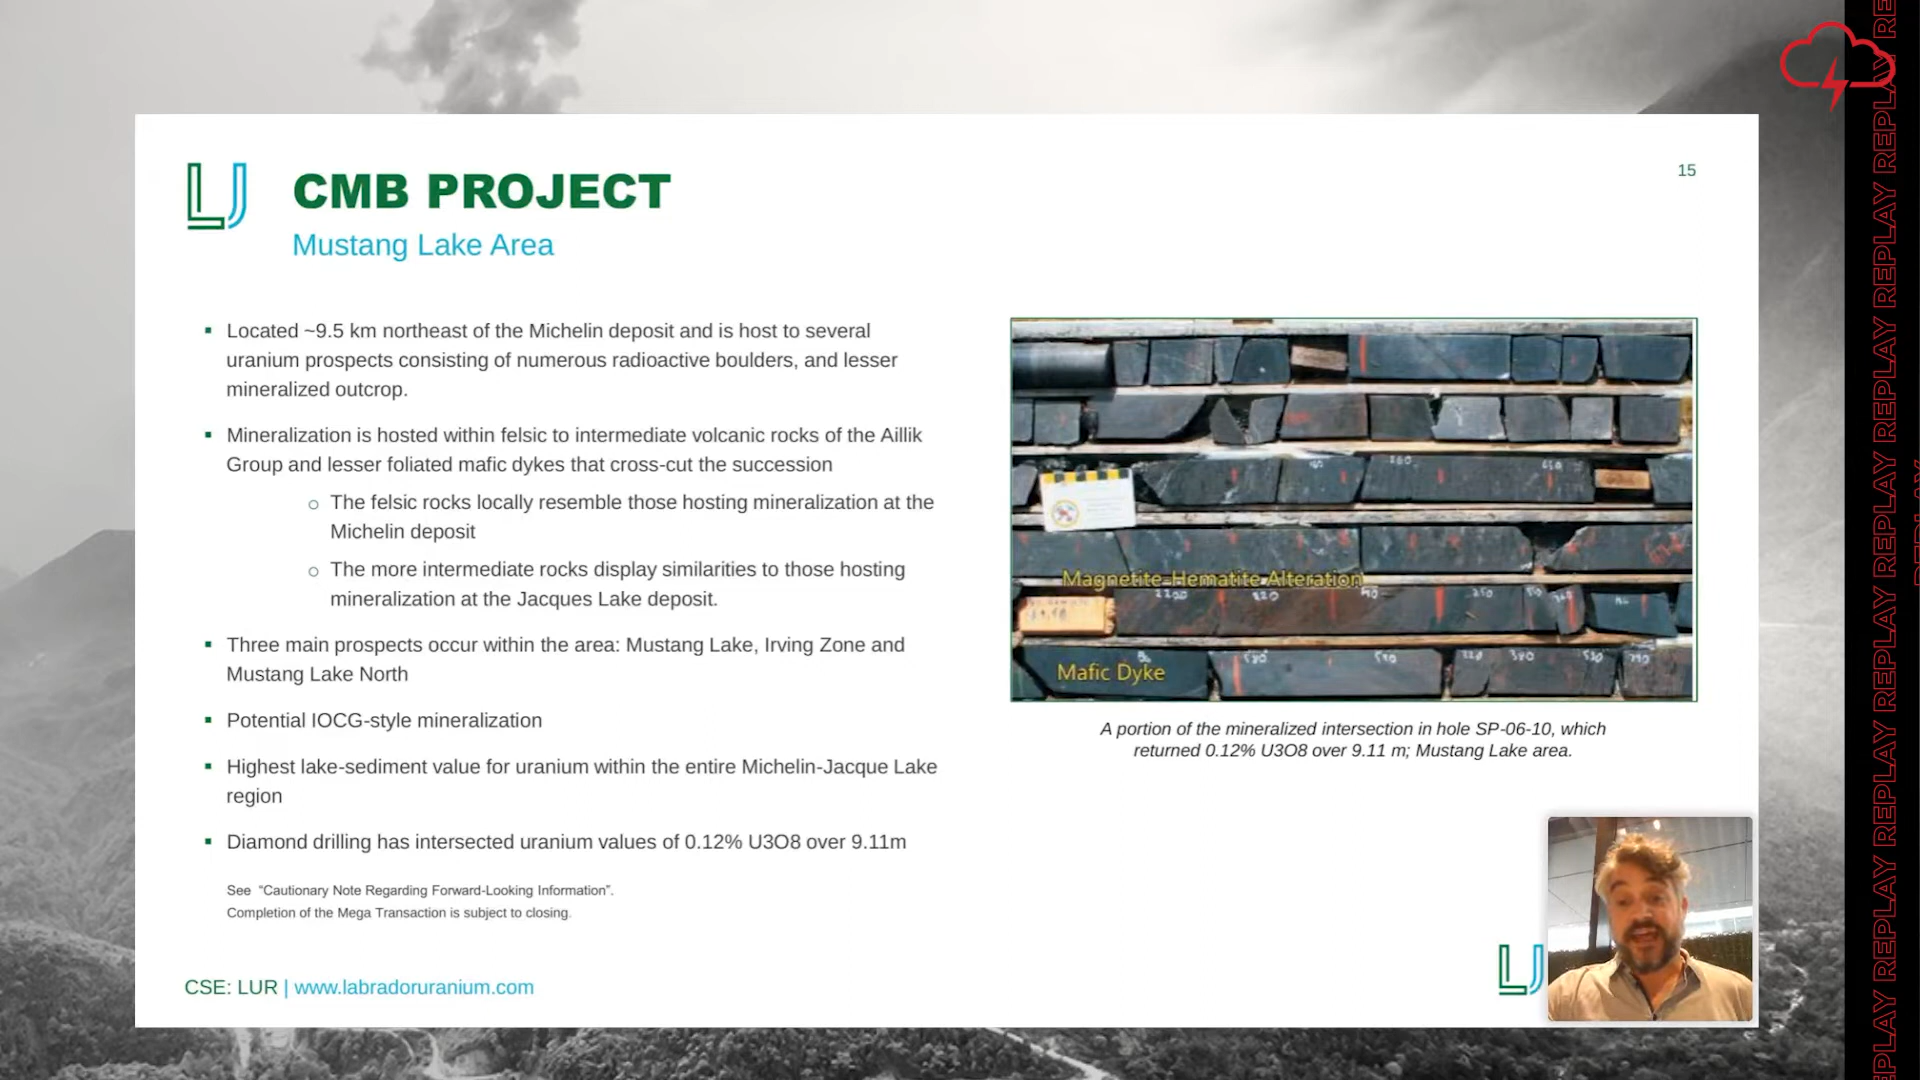 CMB PROJECT
Mustang Lake Area
15
▪ Located ~9.5 km northeast of the Michelin deposit and is host to several
uranium prospects consisting of numerous radioactive boulders, and lesser
mineralized outcrop.
▪ Mineralization is hosted within felsic to intermediate volcanic rocks of the Aillik
Group and lesser foliated mafic dykes that cross-cut the succession
○ The felsic rocks locally resemble those hosting mineralization at the
Michelin deposit
○ The more intermediate rocks display similarities to those hosting
mineralization at the Jacques Lake deposit.
▪ Three main prospects occur within the area: Mustang Lake, Irving Zone and
Mustang Lake North
▪ Potential IOCG-style mineralization
▪ Highest lake-sediment value for uranium within the entire Michelin-Jacque Lake
region
▪ Diamond drilling has intersected uranium values of 0.12% U3O8 over 9.11m
See “Cautionary Note Regarding Forward-Looking Information”.
Completion of the Mega Transaction is subject to closing.
Magnetite-Hematite Alteration
Mafic Dyke
A portion of the mineralized intersection in hole SP-06-10, which
returned 0.12% U3O8 over 9.11 m; Mustang Lake area.
CSE: LUR | www.labradoruranium.com
LU
LU
REPLAY REPLAY REPLAY REPLAY REPLAY REPLAY REPLAY REPLAY REPLAY